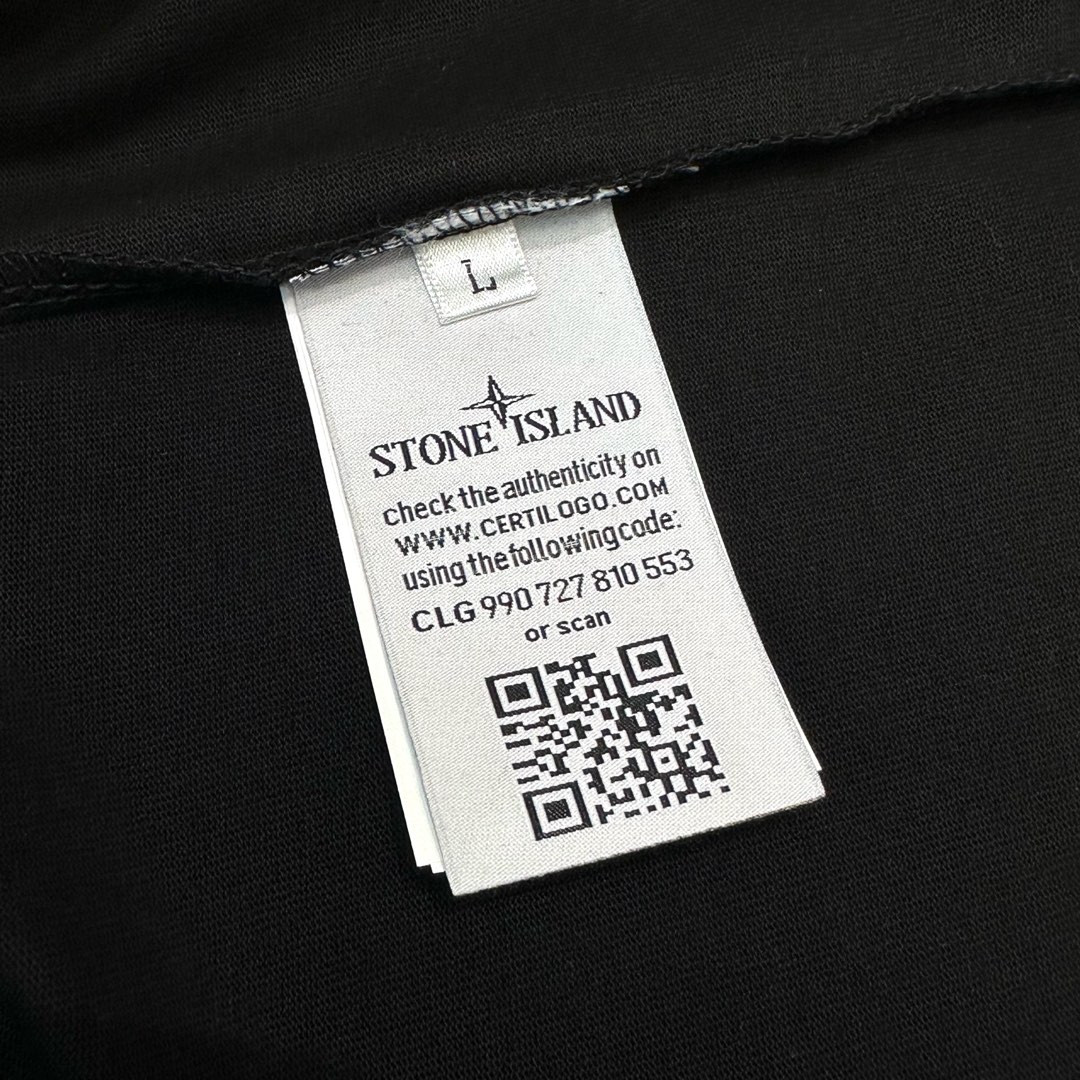 L
STONE ISLAND
check the authenticity on
WWW.CERTILOGO.COM
using the following code:
CLG 990 727 810 553
or scan